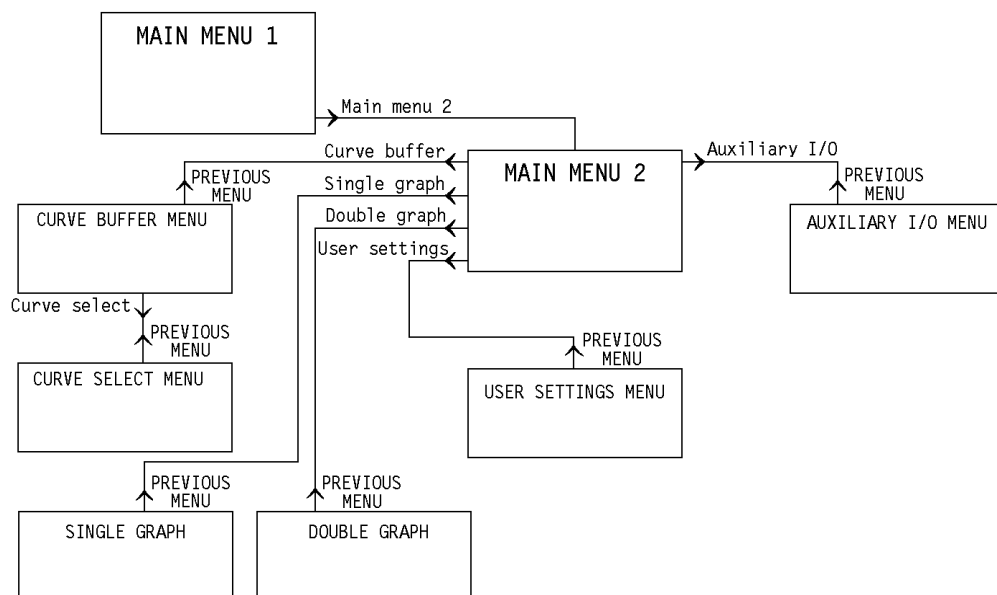 MAIN MENU 1
Main menu 2
Curve buffer
MAIN MENU 2
Auxiliary I/O
PREVIOUS
MENU
Single graph
PREVIOUS
MENU
CURVE BUFFER MENU
Double graph
AUXILIARY I/O MENU
User settings
Curve select
PREVIOUS
MENU
PREVIOUS
MENU
CURVE SELECT MENU
USER SETTINGS MENU
PREVIOUS
MENU
PREVIOUS
MENU
SINGLE GRAPH
DOUBLE GRAPH